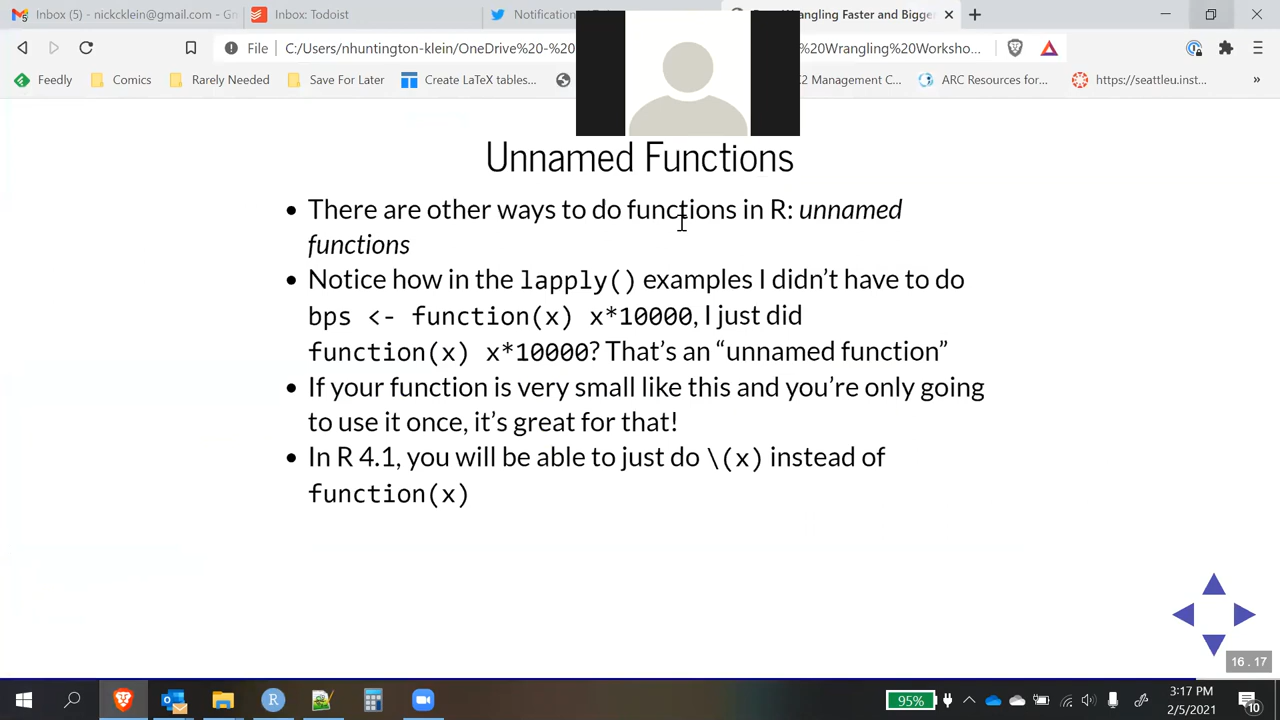 nickcklein@gmail.com - G
Inbox: Todoist
Notification
Wrangling Faster and Bigge
File
C:/Users/nhuntington-klein/OneDrive%20-%20
%20Wrangling%20Worksho...
Feedly
Comics
Rarely Needed
Save For Later
Create LaTeX tables...
2 Management C...
ARC Resources for...
https://seattleu.inst...
Unnamed Functions
• There are other ways to do functions in R: unnamed
functions
• Notice how in the lapply() examples I didn’t have to do
bps <- function(x) x*10000, I just did
function(x) x*10000? That’s an “unnamed function”
• If your function is very small like this and you’re only going
to use it once, it’s great for that!
• In R 4.1, you will be able to just do \(x) instead of
function(x)
16 . 17
95%
3:17 PM
2/5/2021
10